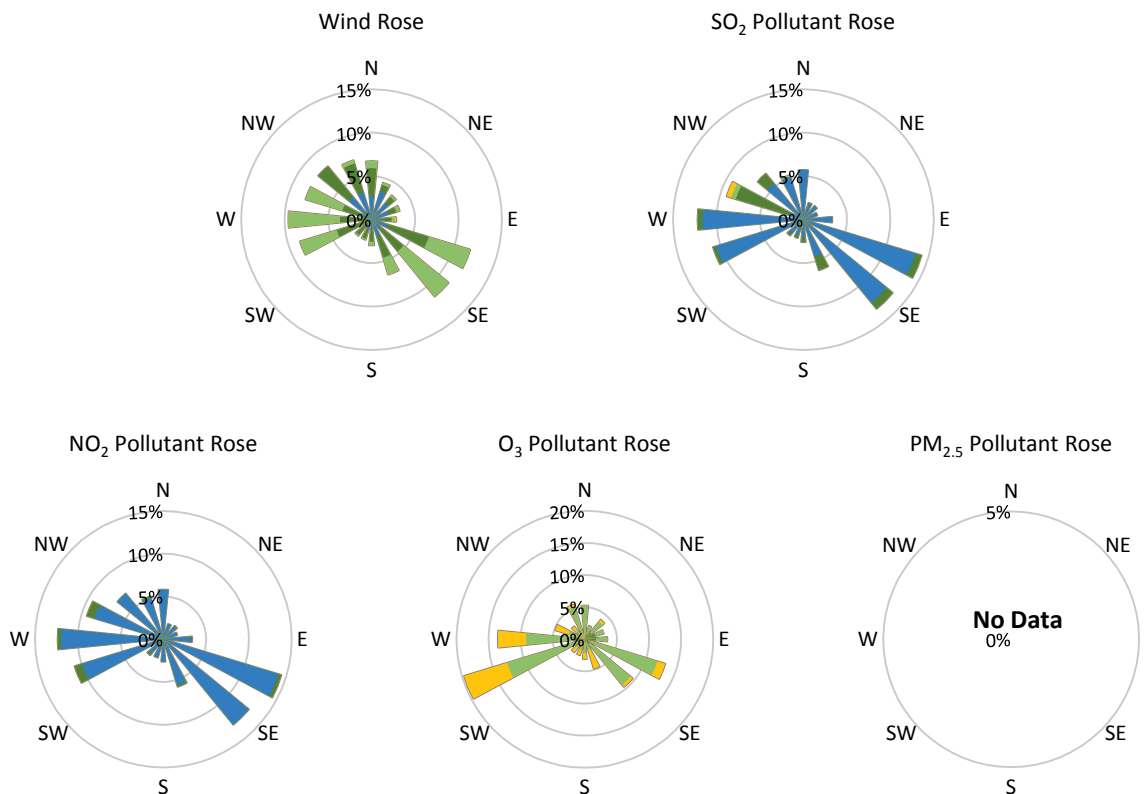 Wind Rose
N
15%
NW
NE
10%
5%
W
0%
E
SW
SE
S
SO₂ Pollutant Rose
N
15%
NW
NE
10%
5%
W
0%
E
SW
SE
S
NO₂ Pollutant Rose
N
15%
NW
NE
10%
5%
W
0%
E
SW
SE
S
O₃ Pollutant Rose
N
20%
15%
NW
NE
10%
5%
W
0%
E
SW
SE
S
PM₂.₅ Pollutant Rose
N
5%
NW
NE
No Data
W
0%
E
SW
SE
S